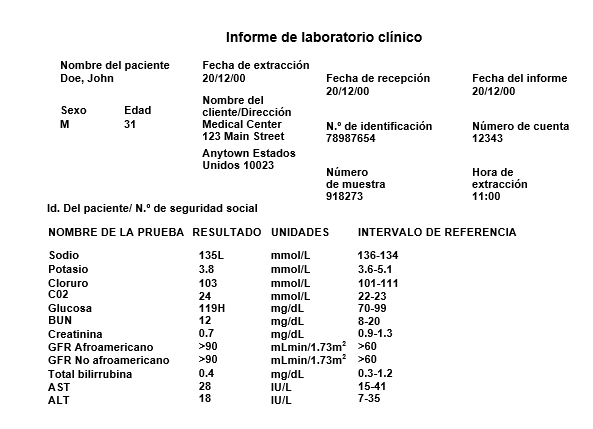 Informe de laboratorio clínico
Nombre del paciente
Doe, John
Fecha de extracción
20/12/00
Fecha de recepción
20/12/00
Fecha del informe
20/12/00
Sexo Edad
M 31
Nombre del
cliente/Dirección
Medical Center
123 Main Street
Anytown Estados
Unidos 10023
N.º de identificación
78987654
Número de cuenta
12343
Número
de muestra
918273
Hora de
extracción
11:00
Id. Del paciente/ N.º de seguridad social
NOMBRE DE LA PRUEBA RESULTADO UNIDADES INTERVALO DE REFERENCIA
Sodio 135L mmol/L 136-134
Potasio 3.8 mmol/L 3.6-5.1
Cloruro 103 mmol/L 101-111
C02 24 mmol/L 22-23
Glucosa 119H mg/dL 70-99
BUN 12 mg/dL 8-20
Creatinina 0.7 mg/dL 0.9-1.3
GFR Afroamericano >90 mLmin/1.73m² >60
GFR No afroamericano >90 mLmin/1.73m² >60
Total bilirrubina 0.4 mg/dL 0.3-1.2
AST 28 IU/L 15-41
ALT 18 IU/L 7-35